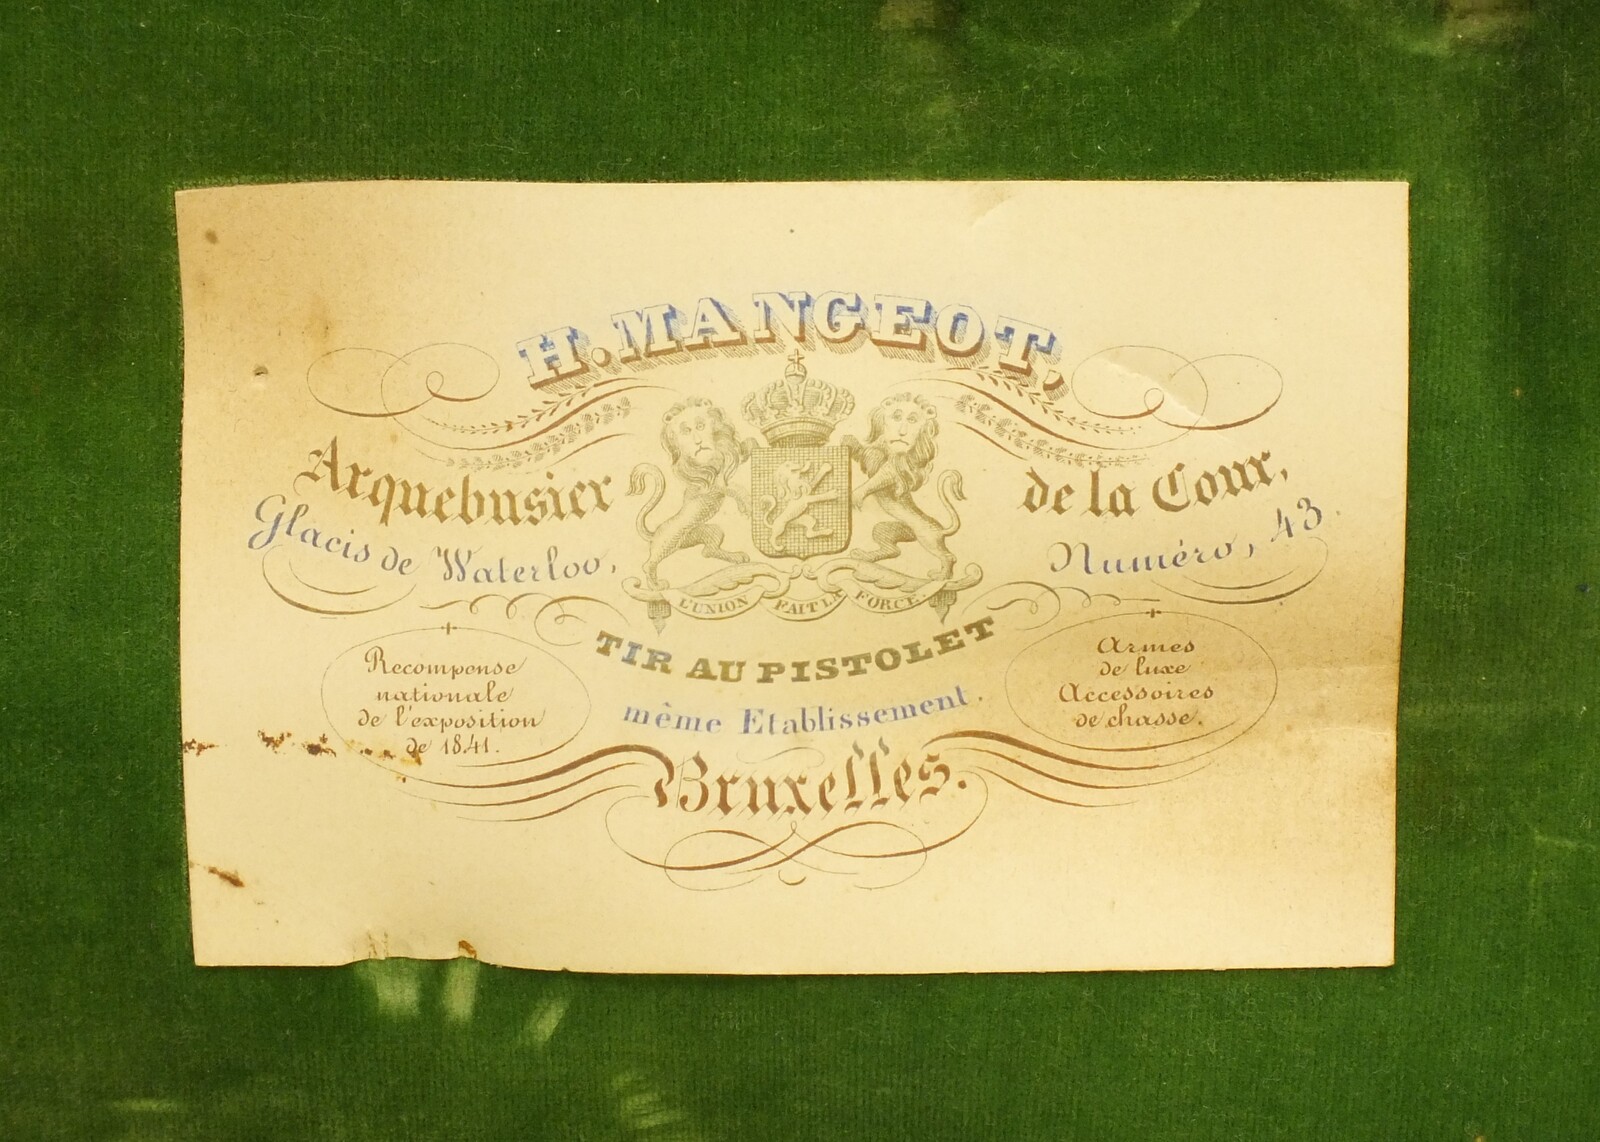 H. MANGEOT,
Arquebusier de la Cour,
Glacis de Waterloo, Numéro, 43.
L'UNION FAIT LA FORCE.
TIR AU PISTOLET
même Etablissement.
Recompense
nationale
de l'exposition
de 1841.
Armes
de luxe
Accessoires
de chasse.
Bruxelles.